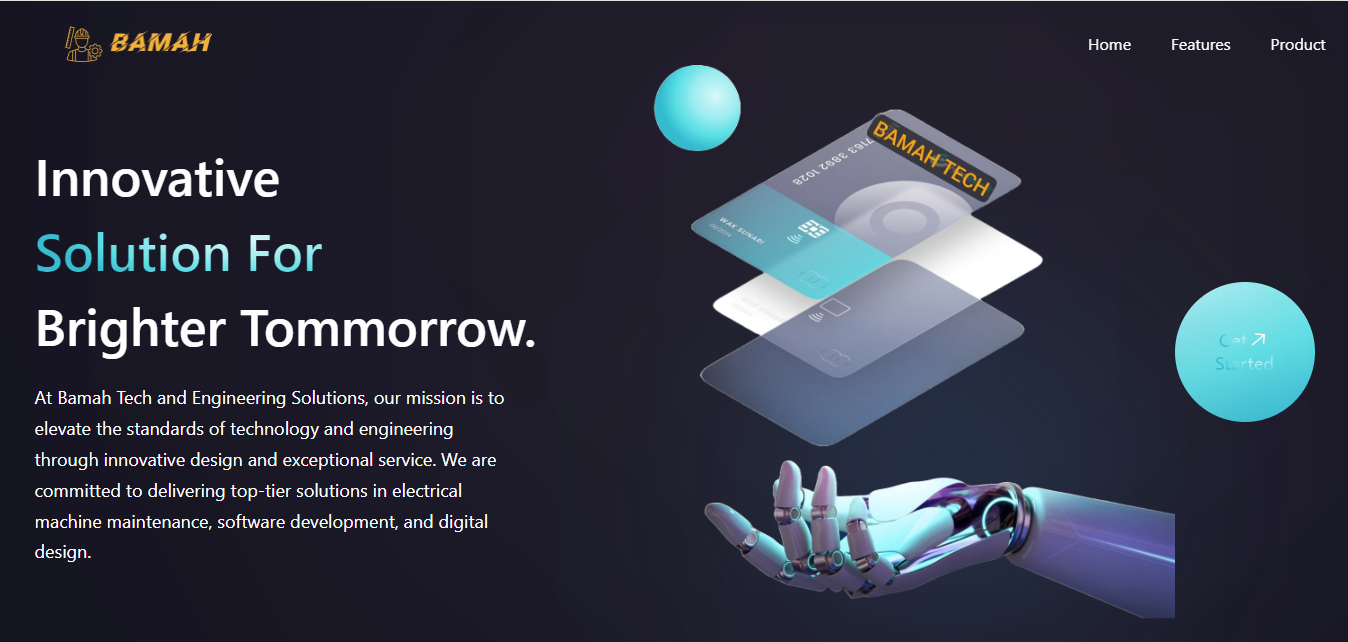 BAMAH
Home
Features
Product
Innovative
Solution For
Brighter Tommorrow.
At Bamah Tech and Engineering Solutions, our mission is to
elevate the standards of technology and engineering
through innovative design and exceptional service. We are
committed to delivering top-tier solutions in electrical
machine maintenance, software development, and digital
design.
BAMAH TECH
7163 3892 1028
WAK SUNARI
Get
Started